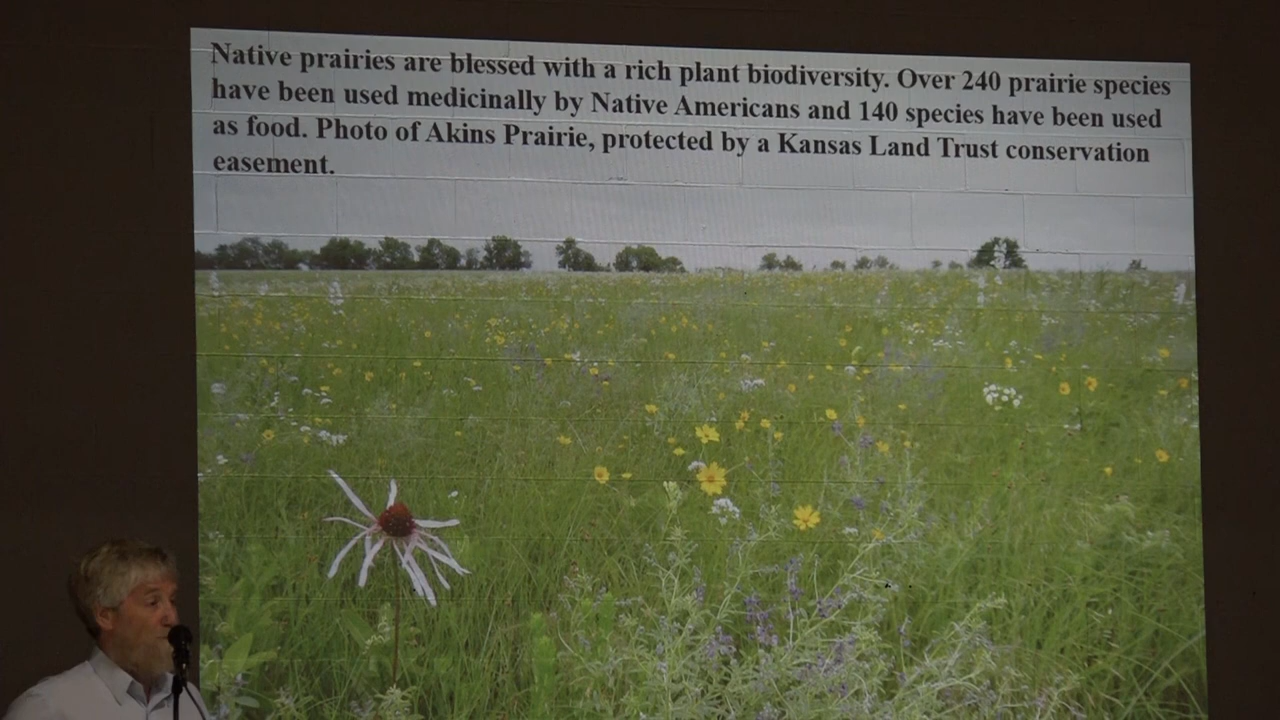 Native prairies are blessed with a rich plant biodiversity. Over 240 prairie species
have been used medicinally by Native Americans and 140 species have been used
as food. Photo of Akins Prairie, protected by a Kansas Land Trust conservation
easement.